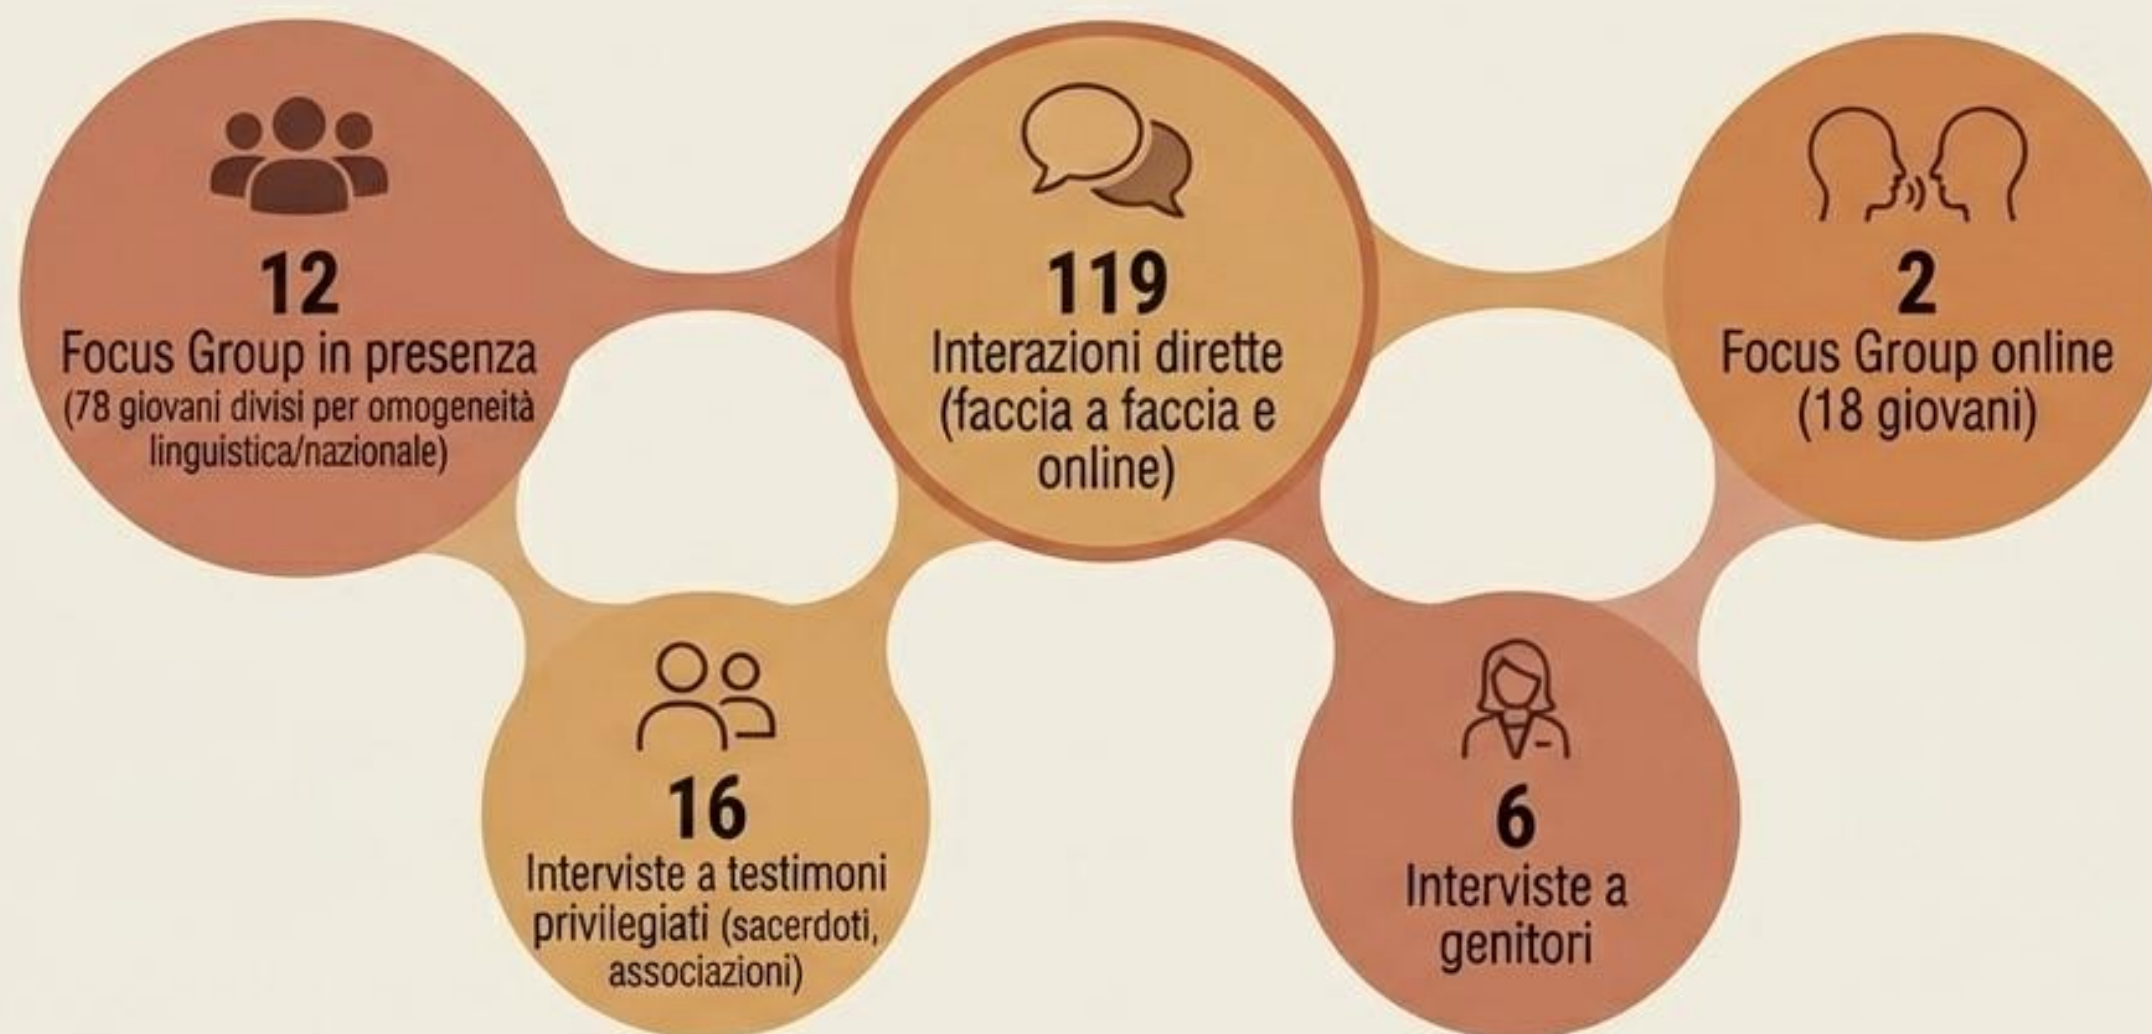 12
Focus Group in presenza
(78 giovani divisi per omogeneità
linguistica/nazionale)
119
Interazioni dirette
(faccia a faccia e
online)
2
Focus Group online
(18 giovani)
16
Interviste a testimoni
privilegiati (sacerdoti,
associazioni)
6
Interviste a
genitori